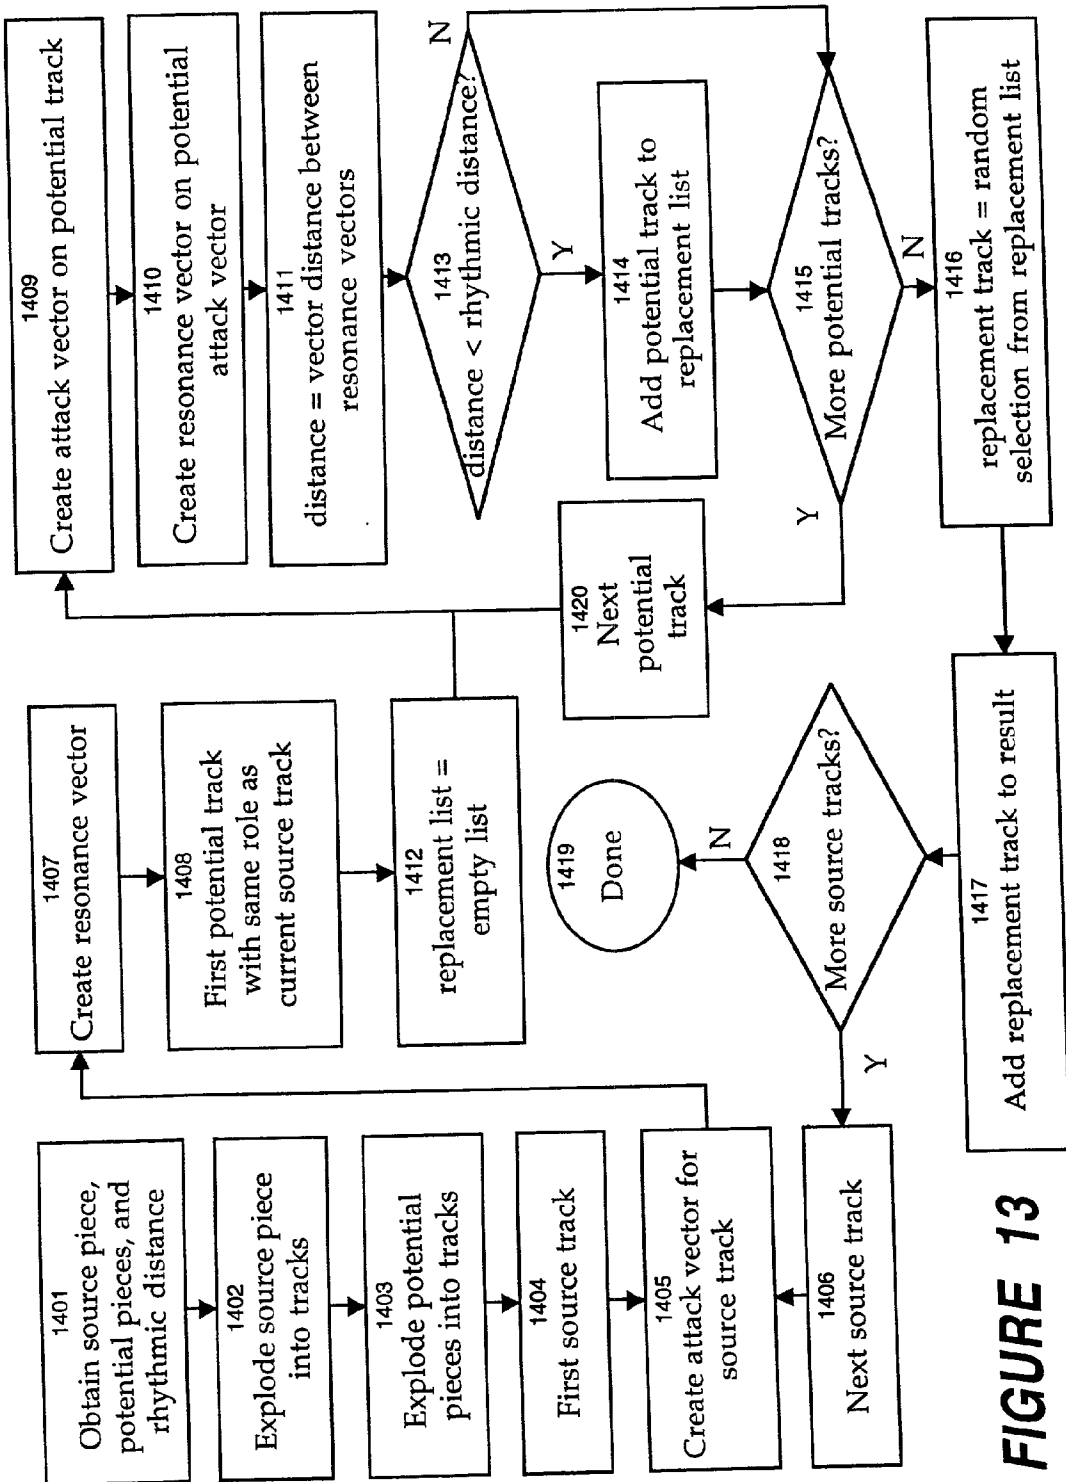 1401
Obtain source piece,
potential pieces, and
rhythmic distance
1402
Explode source piece
into tracks
1403
Explode potential
pieces into tracks
1404
First source track
1405
Create attack vector for
source track
1406
Next source track
1407
Create resonance vector
1408
First potential track
with same role as
current source track
1412
replacement list =
empty list
1419
Done
N
1418
More source tracks?
Y
1417
Add replacement track to result
1409
Create attack vector on potential track
1410
Create resonance vector on potential
attack vector
1411
distance = vector distance between
resonance vectors
N
1413
distance < rhythmic distance?
Y
1414
Add potential track to
replacement list
1415
More potential tracks?
Y
N
1420
Next
potential
track
1416
replacement track = random
selection from replacement list
FIGURE 13